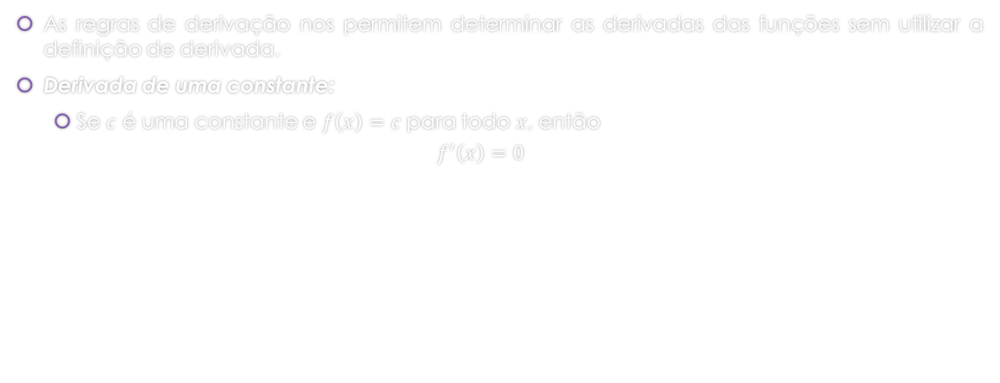 As regras de derivação nos permitem determinar as derivadas das funções sem utilizar a
definição de derivada.
Derivada de uma constante:
Se c é uma constante e f(x) = c para todo x, então
f′(x) = 0